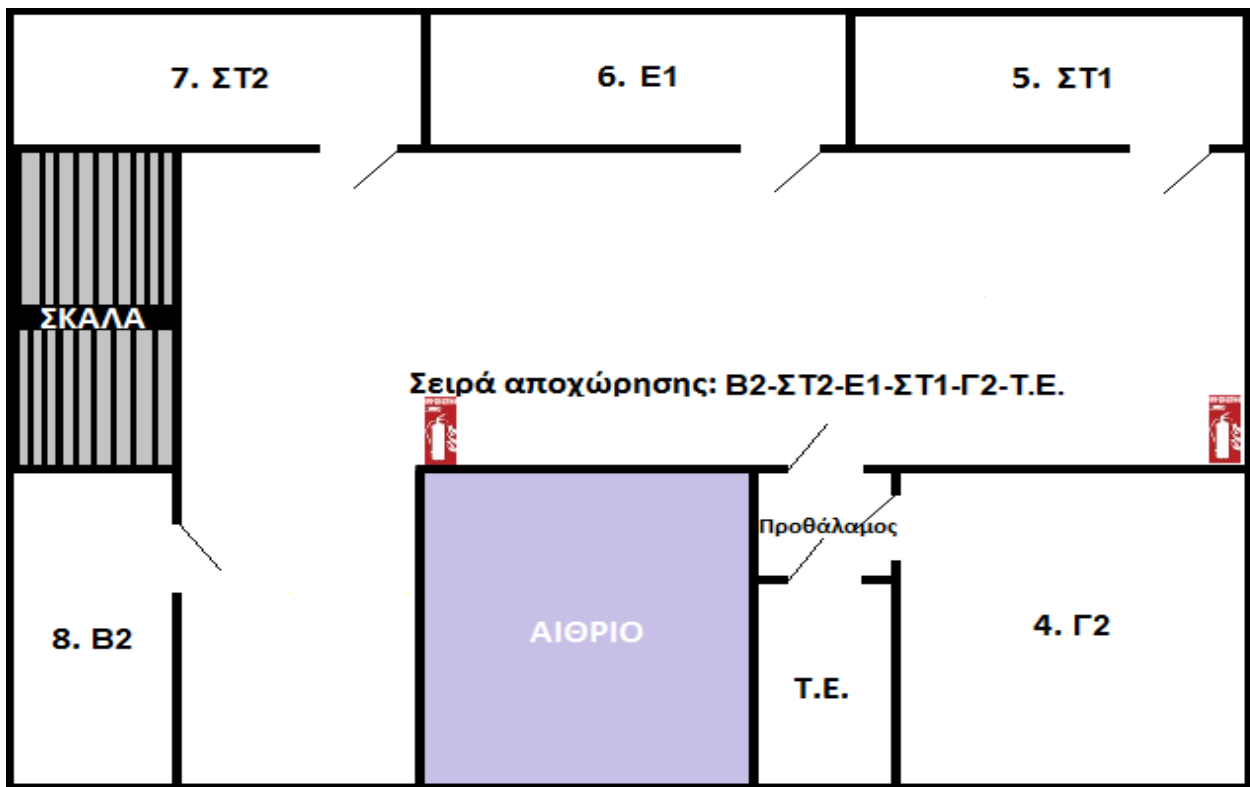 7. ΣΤ2
6. Ε1
5. ΣΤ1
ΣΚΑΛΑ
Σειρά αποχώρησης: Β2-ΣΤ2-Ε1-ΣΤ1-Γ2-Τ.Ε.
Προθάλαμος
8. Β2
ΑΙΘΡΙΟ
Τ.Ε.
4. Γ2